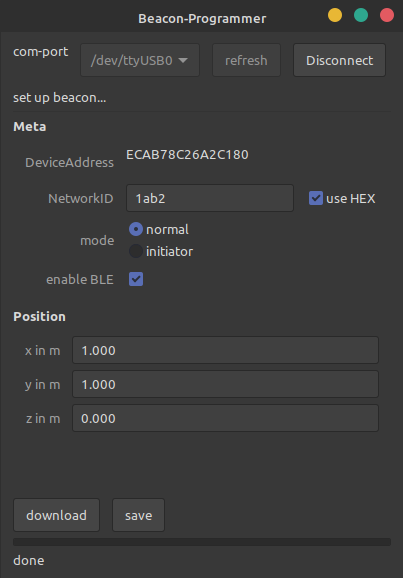 Beacon-Programmer
com-port /dev/ttyUSB0 refresh Disconnect
set up beacon...
Meta
DeviceAddress ECAB78C26A2C180
NetworkID 1ab2 use HEX
mode normal
initiator
enable BLE
Position
x in m 1.000
y in m 1.000
z in m 0.000
download save
done